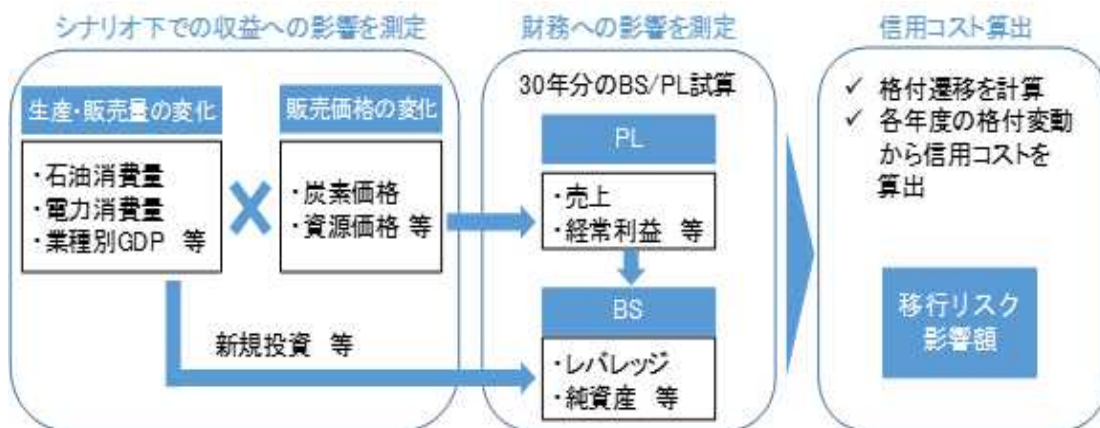 シナリオ下での収益への影響を測定
生産・販売量の変化
・石油消費量
・電力消費量
・業種別GDP 等
販売価格の変化
・炭素価格
・資源価格 等
新規投資 等
財務への影響を測定
30年分のBS/PL試算
PL
・売上
・経常利益 等
BS
・レバレッジ
・純資産 等
信用コスト算出
✓ 格付遷移を計算
✓ 各年度の格付変動
から信用コストを
算出
移行リスク
影響額